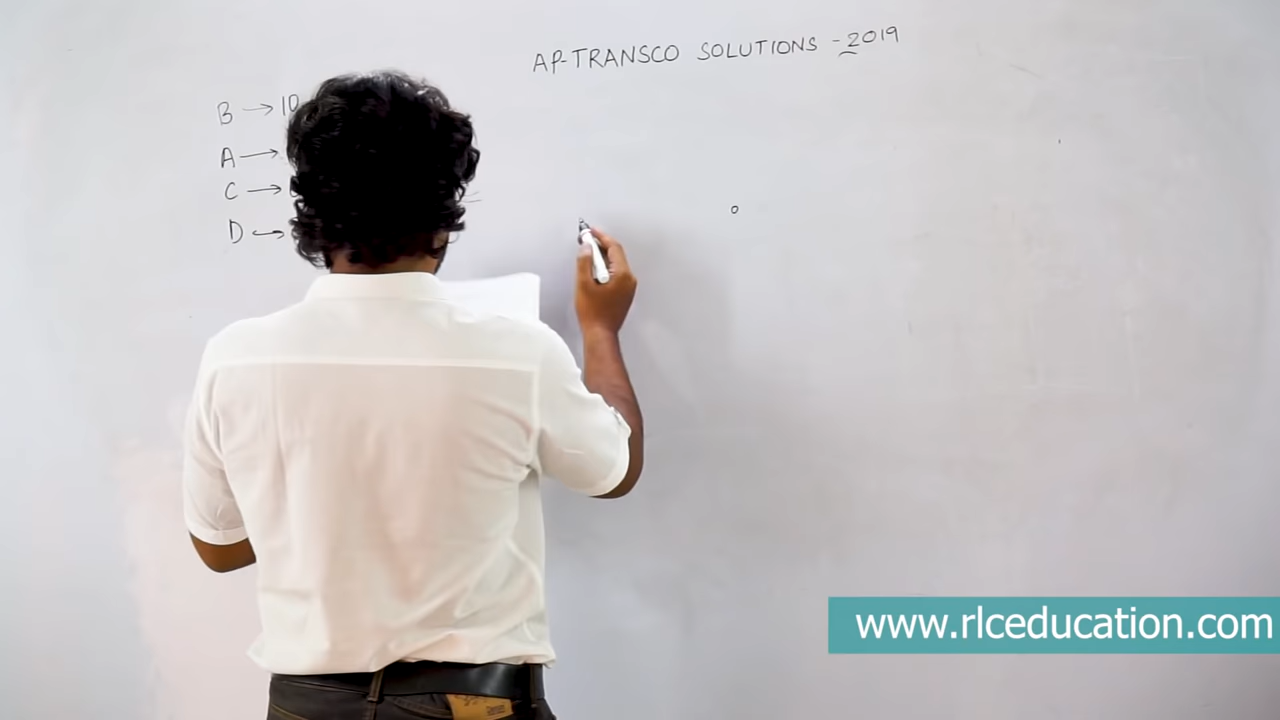 AP-TRANSCO SOLUTIONS - 2019
B → 10
A →
C →
D →
www.rlceducation.com